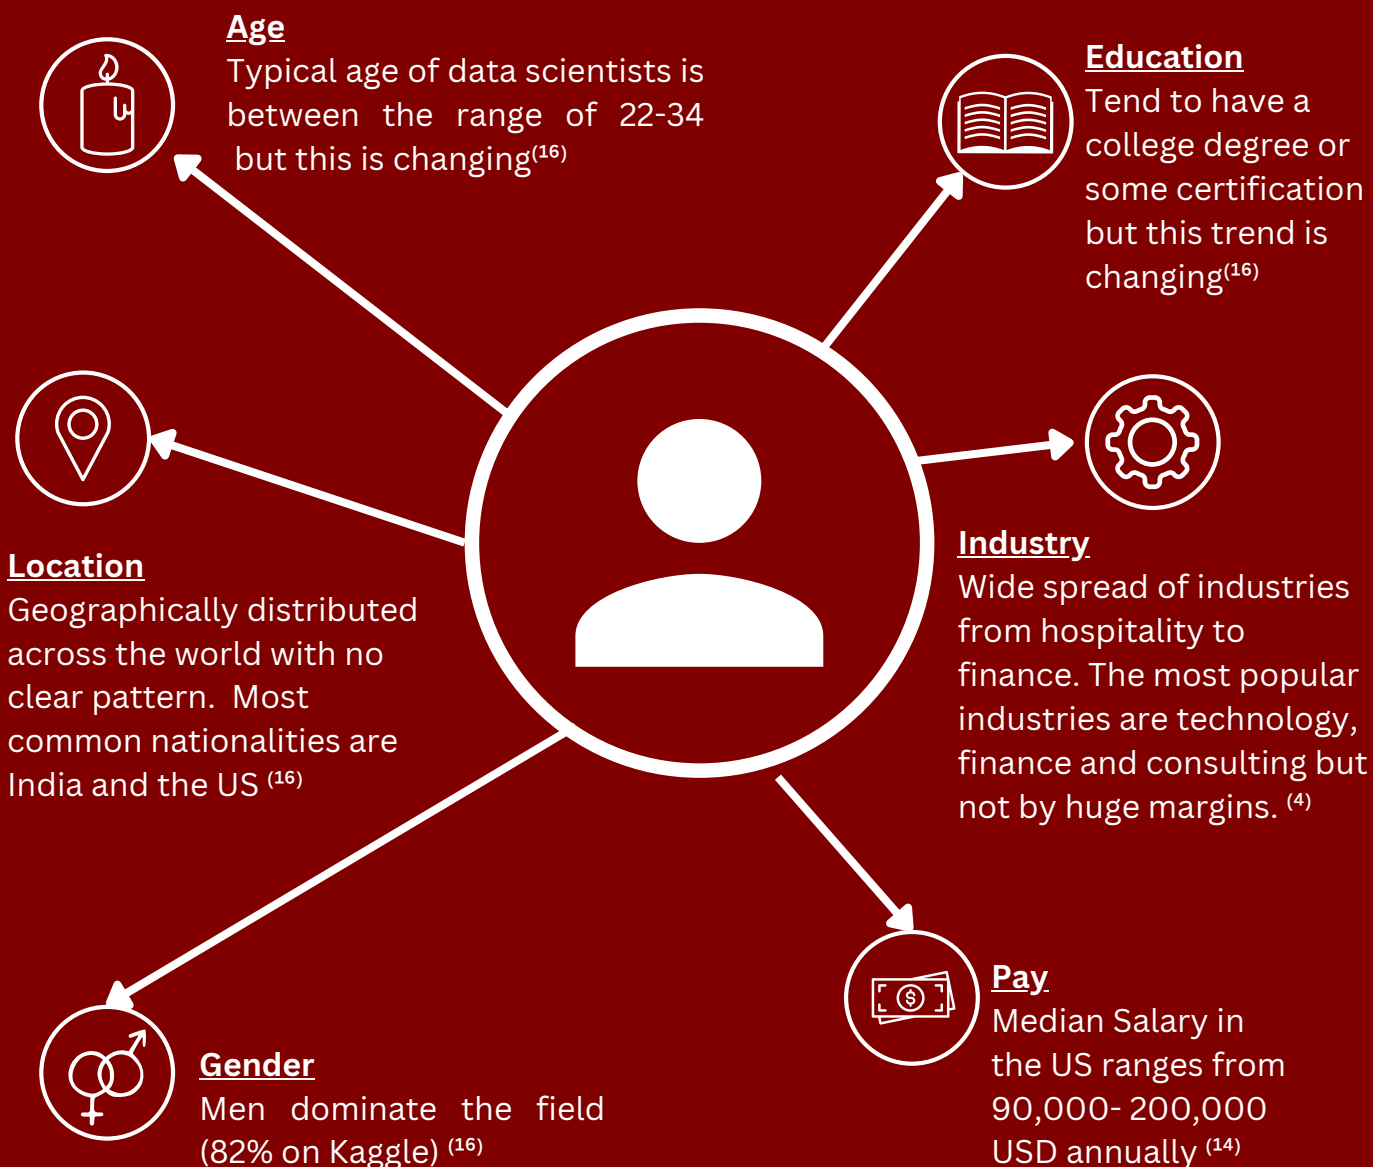 Age
Typical age of data scientists is
between the range of 22-34
but this is changing(16)
Education
Tend to have a
college degree or
some certification
but this trend is
changing(16)
Location
Geographically distributed
across the world with no
clear pattern. Most
common nationalities are
India and the US (16)
Industry
Wide spread of industries
from hospitality to
finance. The most popular
industries are technology,
finance and consulting but
not by huge margins. (4)
Gender
Men dominate the field
(82% on Kaggle) (16)
$
Pay
Median Salary in
the US ranges from
90,000- 200,000
USD annually (14)